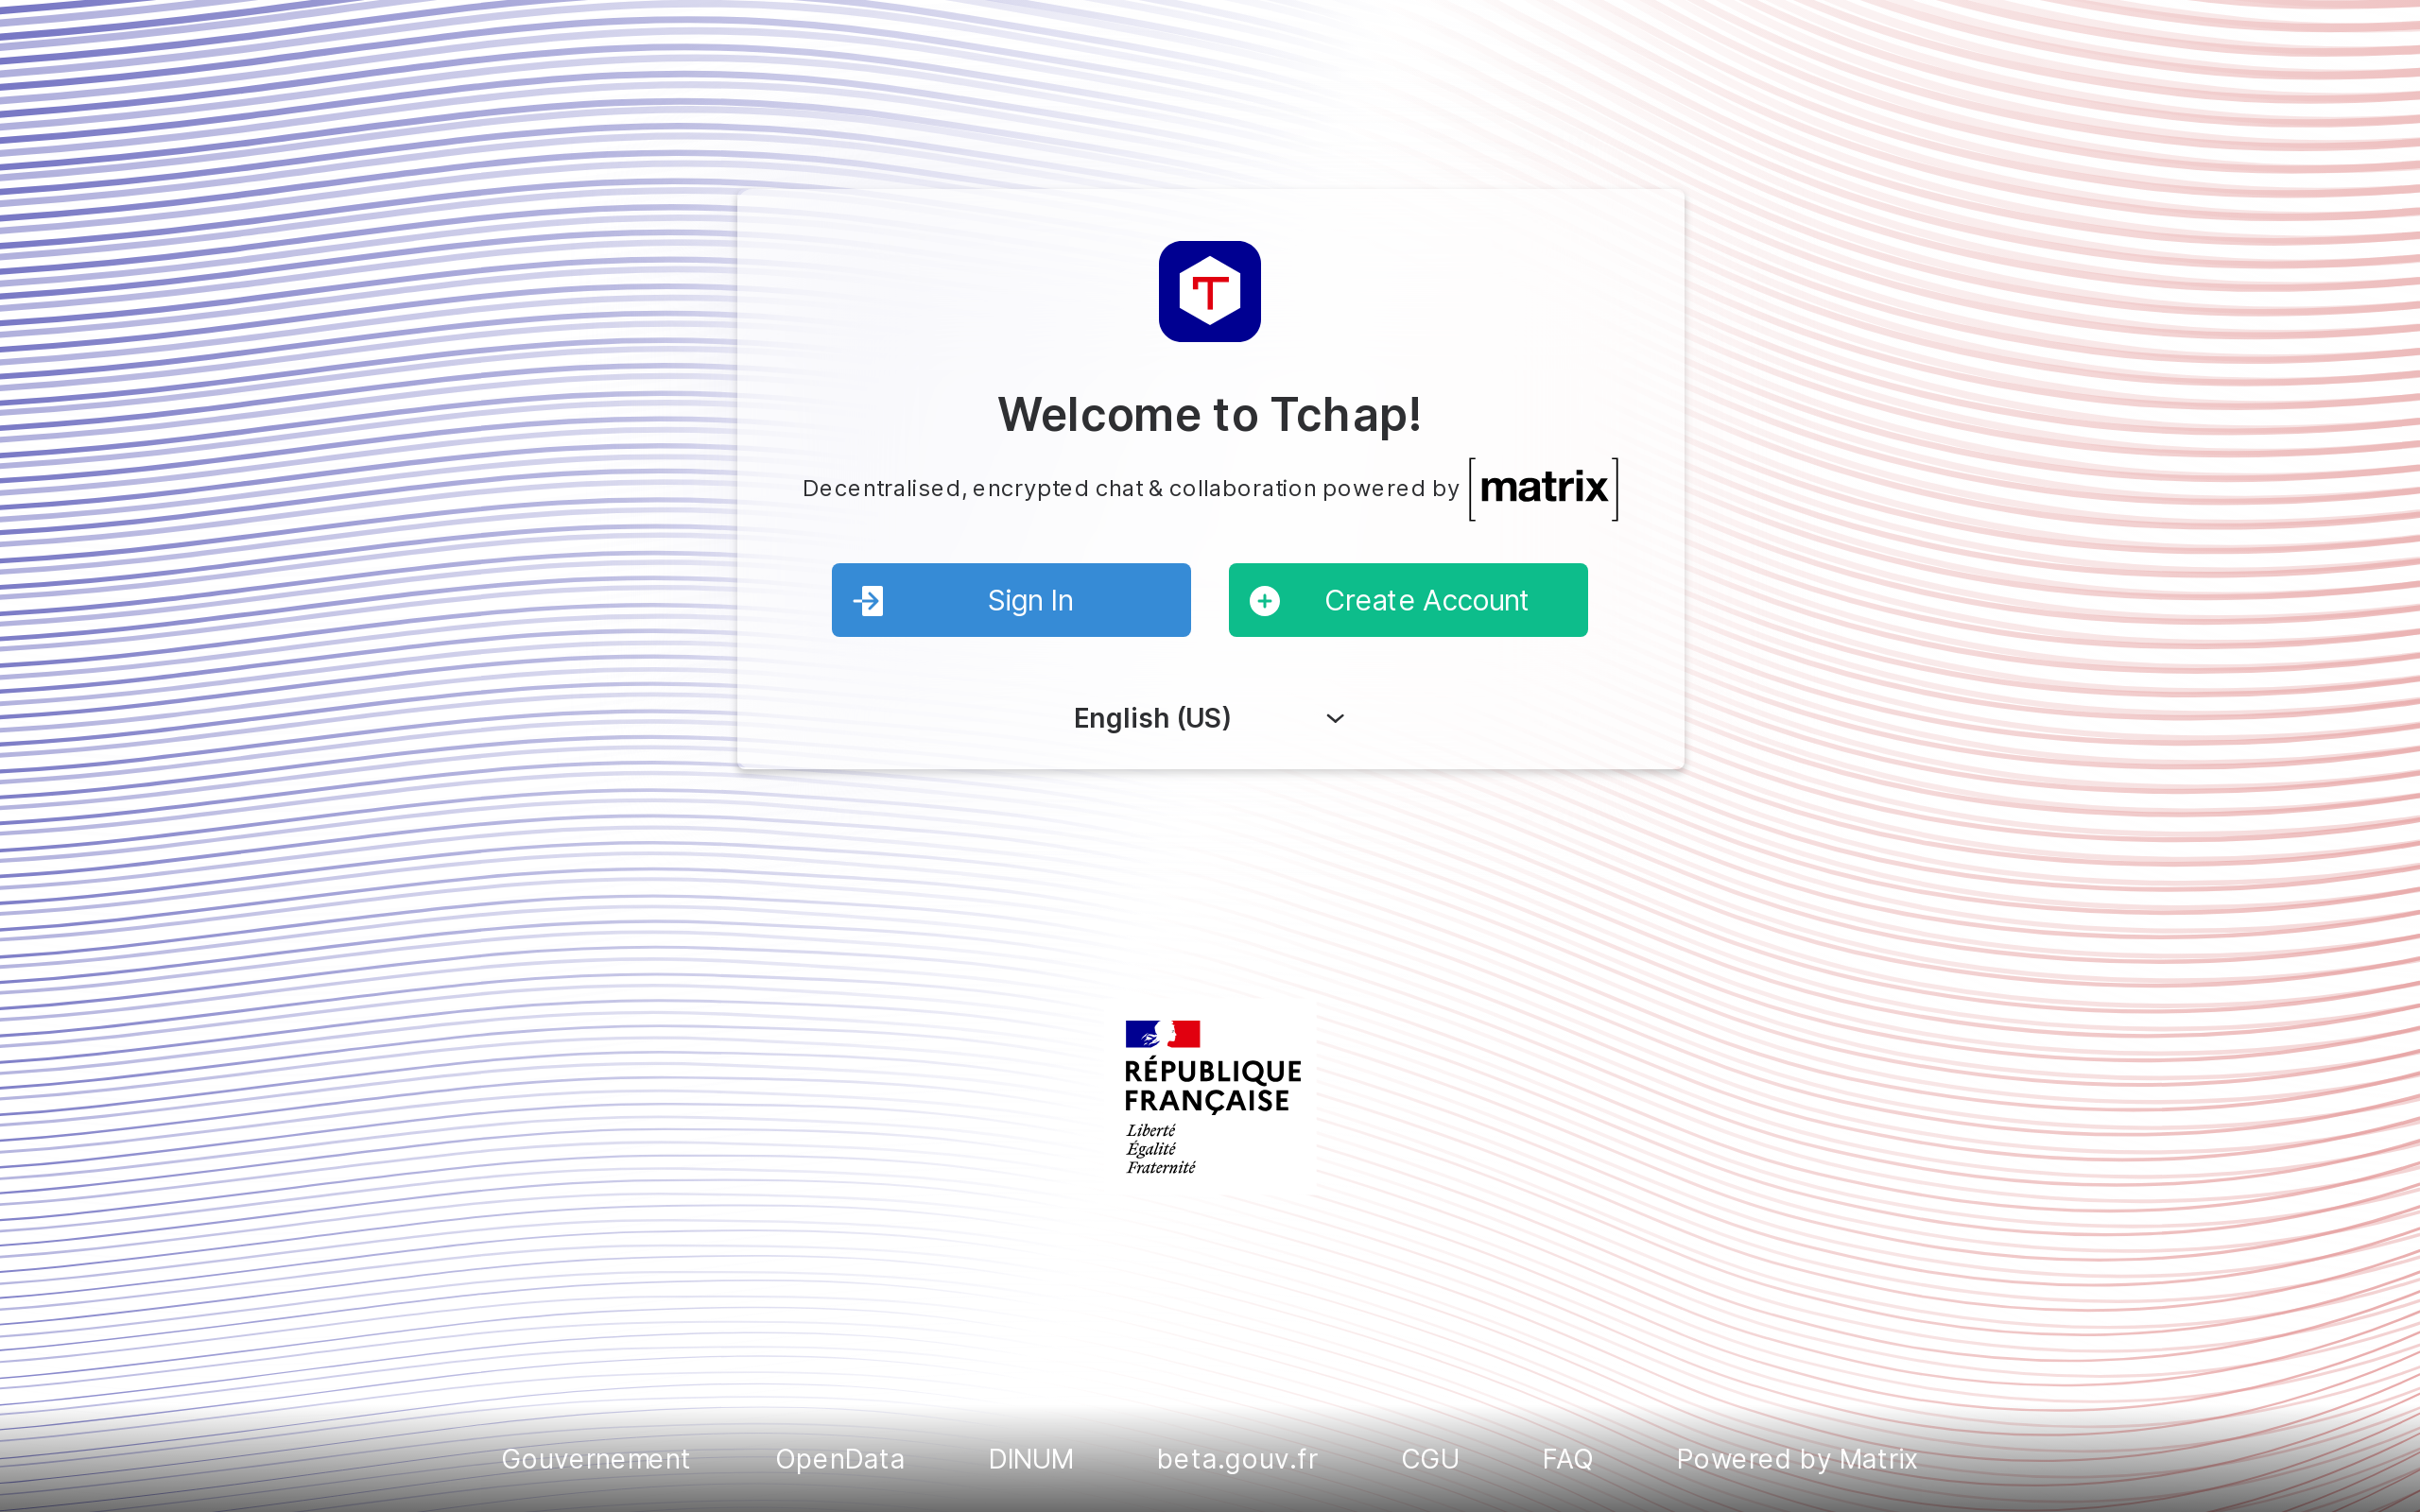 T
Welcome to Tchap!
Decentralised, encrypted chat & collaboration powered by [matrix]
Sign In
Create Account
English (US)
RÉPUBLIQUE
FRANÇAISE
Liberté
Égalité
Fraternité
Gouvernement OpenData DINUM beta.gouv.fr CGU FAQ Powered by Matrix